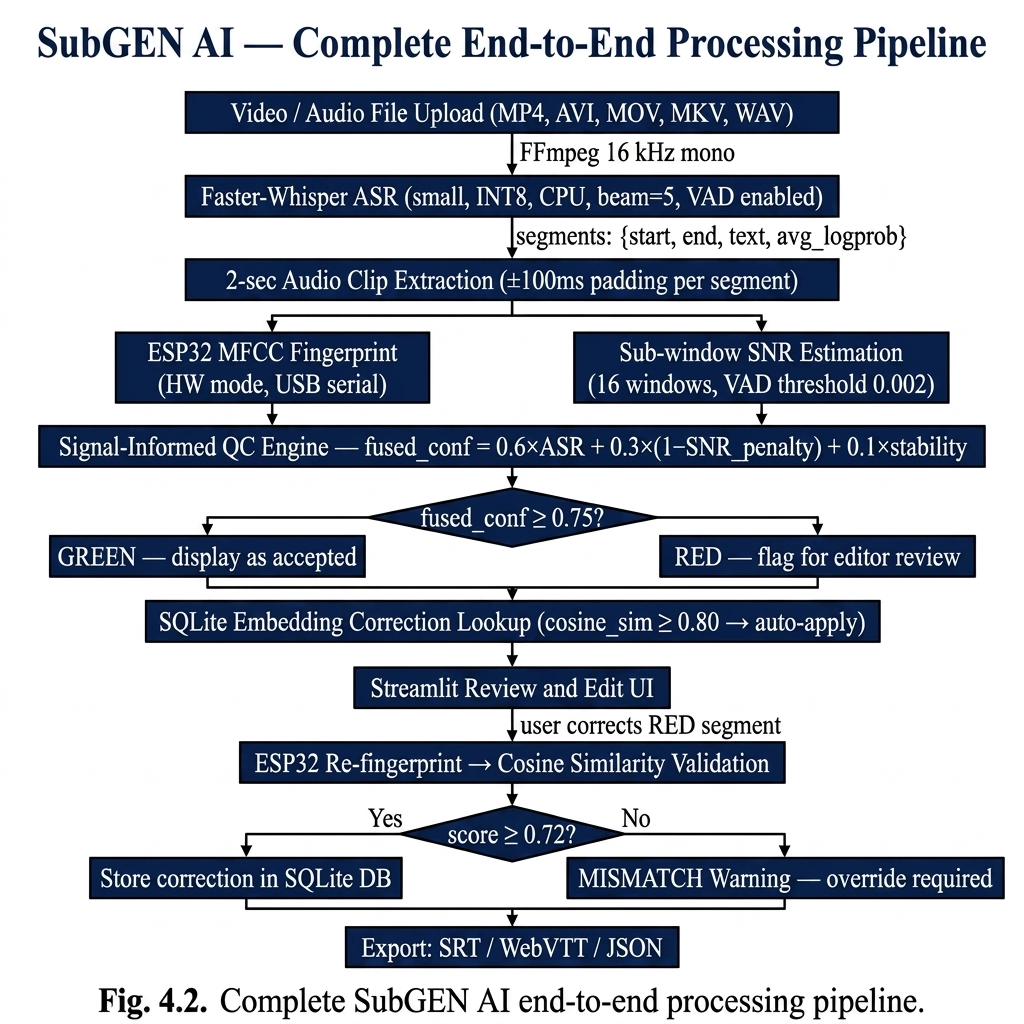 SubGEN AI — Complete End-to-End Processing Pipeline
Video / Audio File Upload (MP4, AVI, MOV, MKV, WAV)
FFmpeg 16 kHz mono
Faster-Whisper ASR (small, INT8, CPU, beam=5, VAD enabled)
segments: {start, end, text, avg_logprob}
2-sec Audio Clip Extraction (±100ms padding per segment)
ESP32 MFCC Fingerprint
(HW mode, USB serial)
Sub-window SNR Estimation
(16 windows, VAD threshold 0.002)
Signal-Informed QC Engine — fused_conf = 0.6×ASR + 0.3×(1−SNR_penalty) + 0.1×stability
fused_conf ≥ 0.75?
GREEN — display as accepted
RED — flag for editor review
SQLite Embedding Correction Lookup (cosine_sim ≥ 0.80 → auto-apply)
Streamlit Review and Edit UI
user corrects RED segment
ESP32 Re-fingerprint → Cosine Similarity Validation
Yes
score ≥ 0.72?
No
Store correction in SQLite DB
MISMATCH Warning — override required
Export: SRT / WebVTT / JSON
Fig. 4.2. Complete SubGEN AI end-to-end processing pipeline.